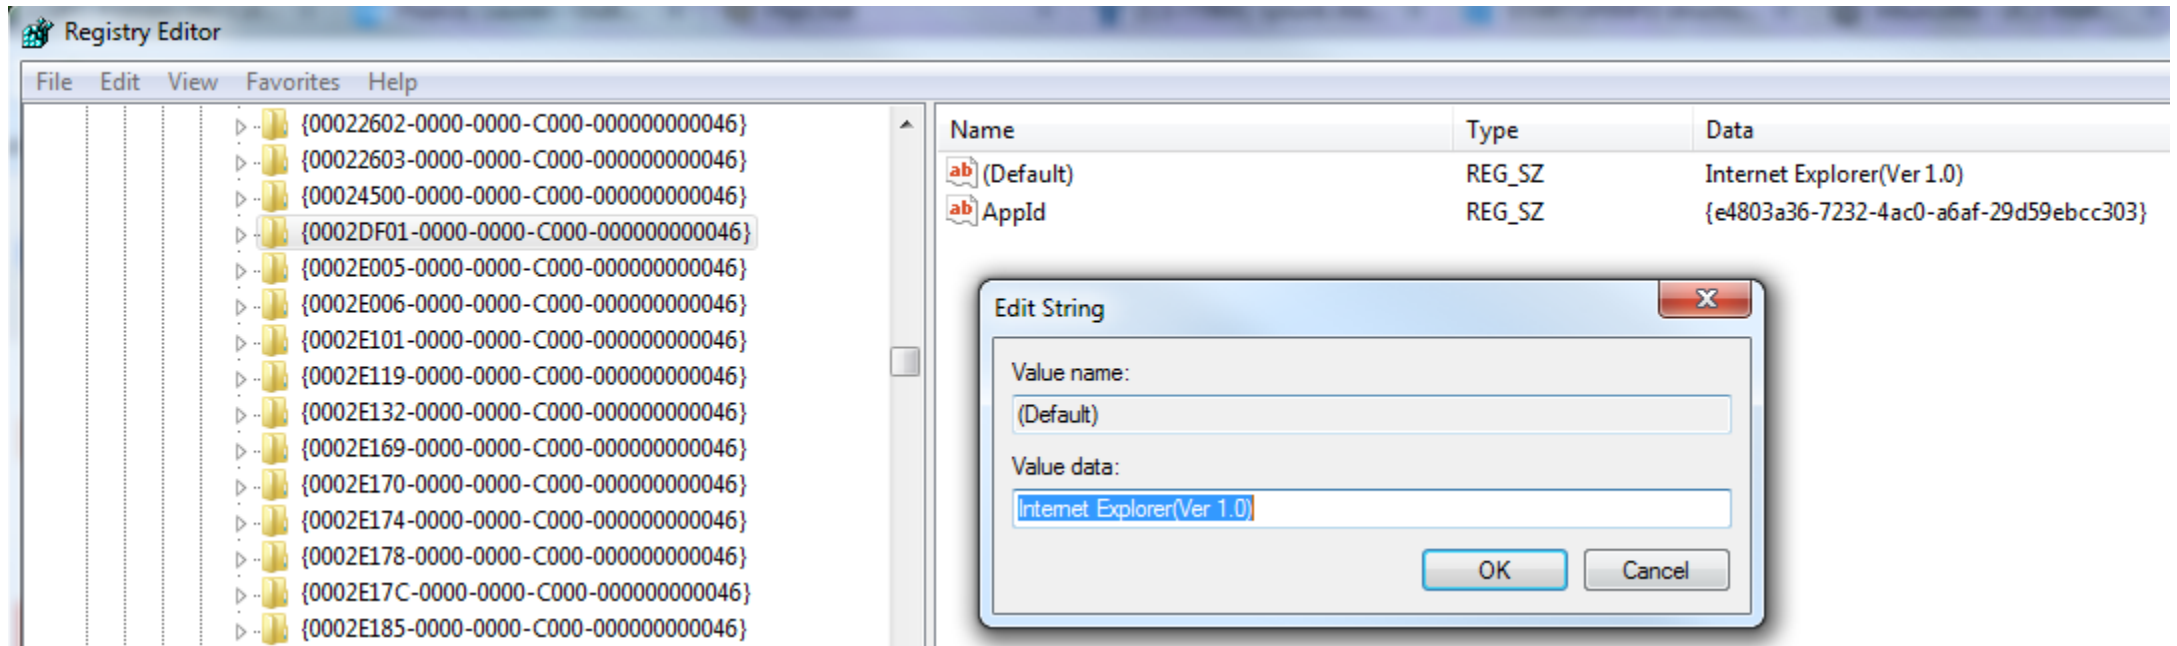 Registry Editor
File Edit View Favorites Help
{00022602-0000-0000-C000-000000000046}
{00022603-0000-0000-C000-000000000046}
{00024500-0000-0000-C000-000000000046}
{0002DF01-0000-0000-C000-000000000046}
{0002E005-0000-0000-C000-000000000046}
{0002E006-0000-0000-C000-000000000046}
{0002E101-0000-0000-C000-000000000046}
{0002E119-0000-0000-C000-000000000046}
{0002E132-0000-0000-C000-000000000046}
{0002E169-0000-0000-C000-000000000046}
{0002E170-0000-0000-C000-000000000046}
{0002E174-0000-0000-C000-000000000046}
{0002E178-0000-0000-C000-000000000046}
{0002E17C-0000-0000-C000-000000000046}
{0002E185-0000-0000-C000-000000000046}
Name Type Data
ab (Default) REG_SZ Internet Explorer(Ver 1.0)
ab AppId REG_SZ {e4803a36-7232-4ac0-a6af-29d59ebcc303}
Edit String
Value name:
(Default)
Value data:
Internet Explorer(Ver 1.0)
OK Cancel